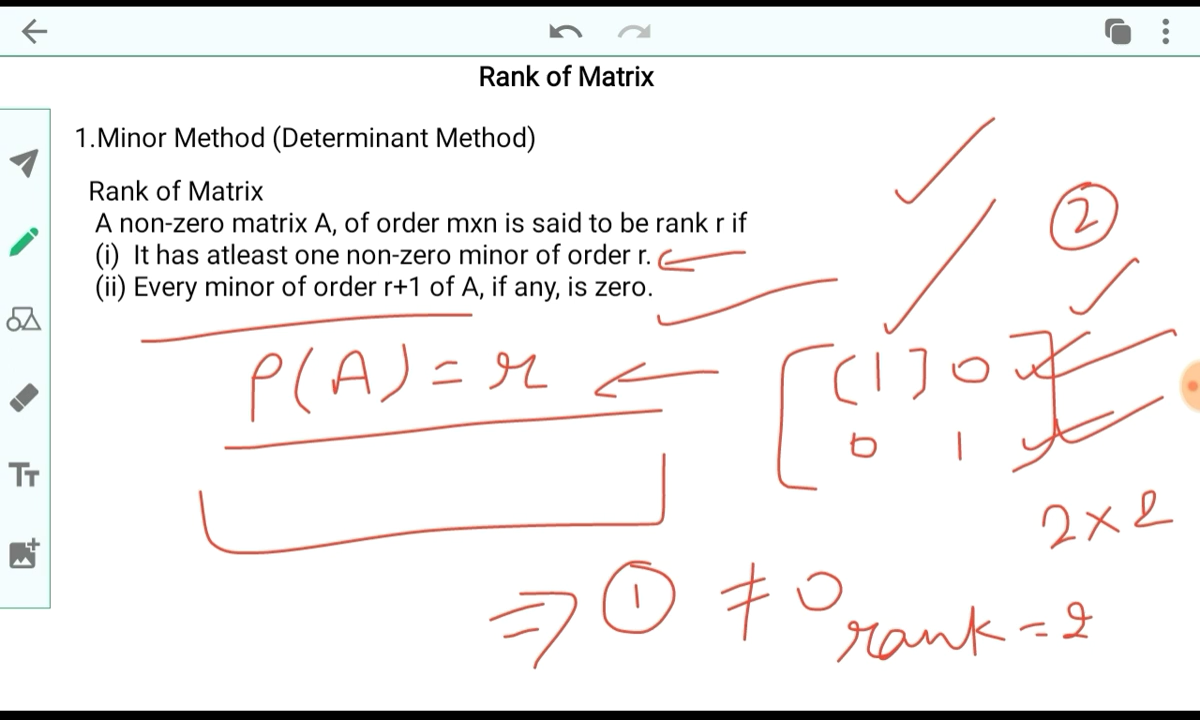 Rank of Matrix
1.Minor Method (Determinant Method)
Rank of Matrix
A non-zero matrix A, of order mxn is said to be rank r if
(i) It has atleast one non-zero minor of order r.
(ii) Every minor of order r+1 of A, if any, is zero.
2
ρ(A) = r
[(1] 0]
0 1
2 × 2
⇒ 1 ≠ 0
rank = 2
TT